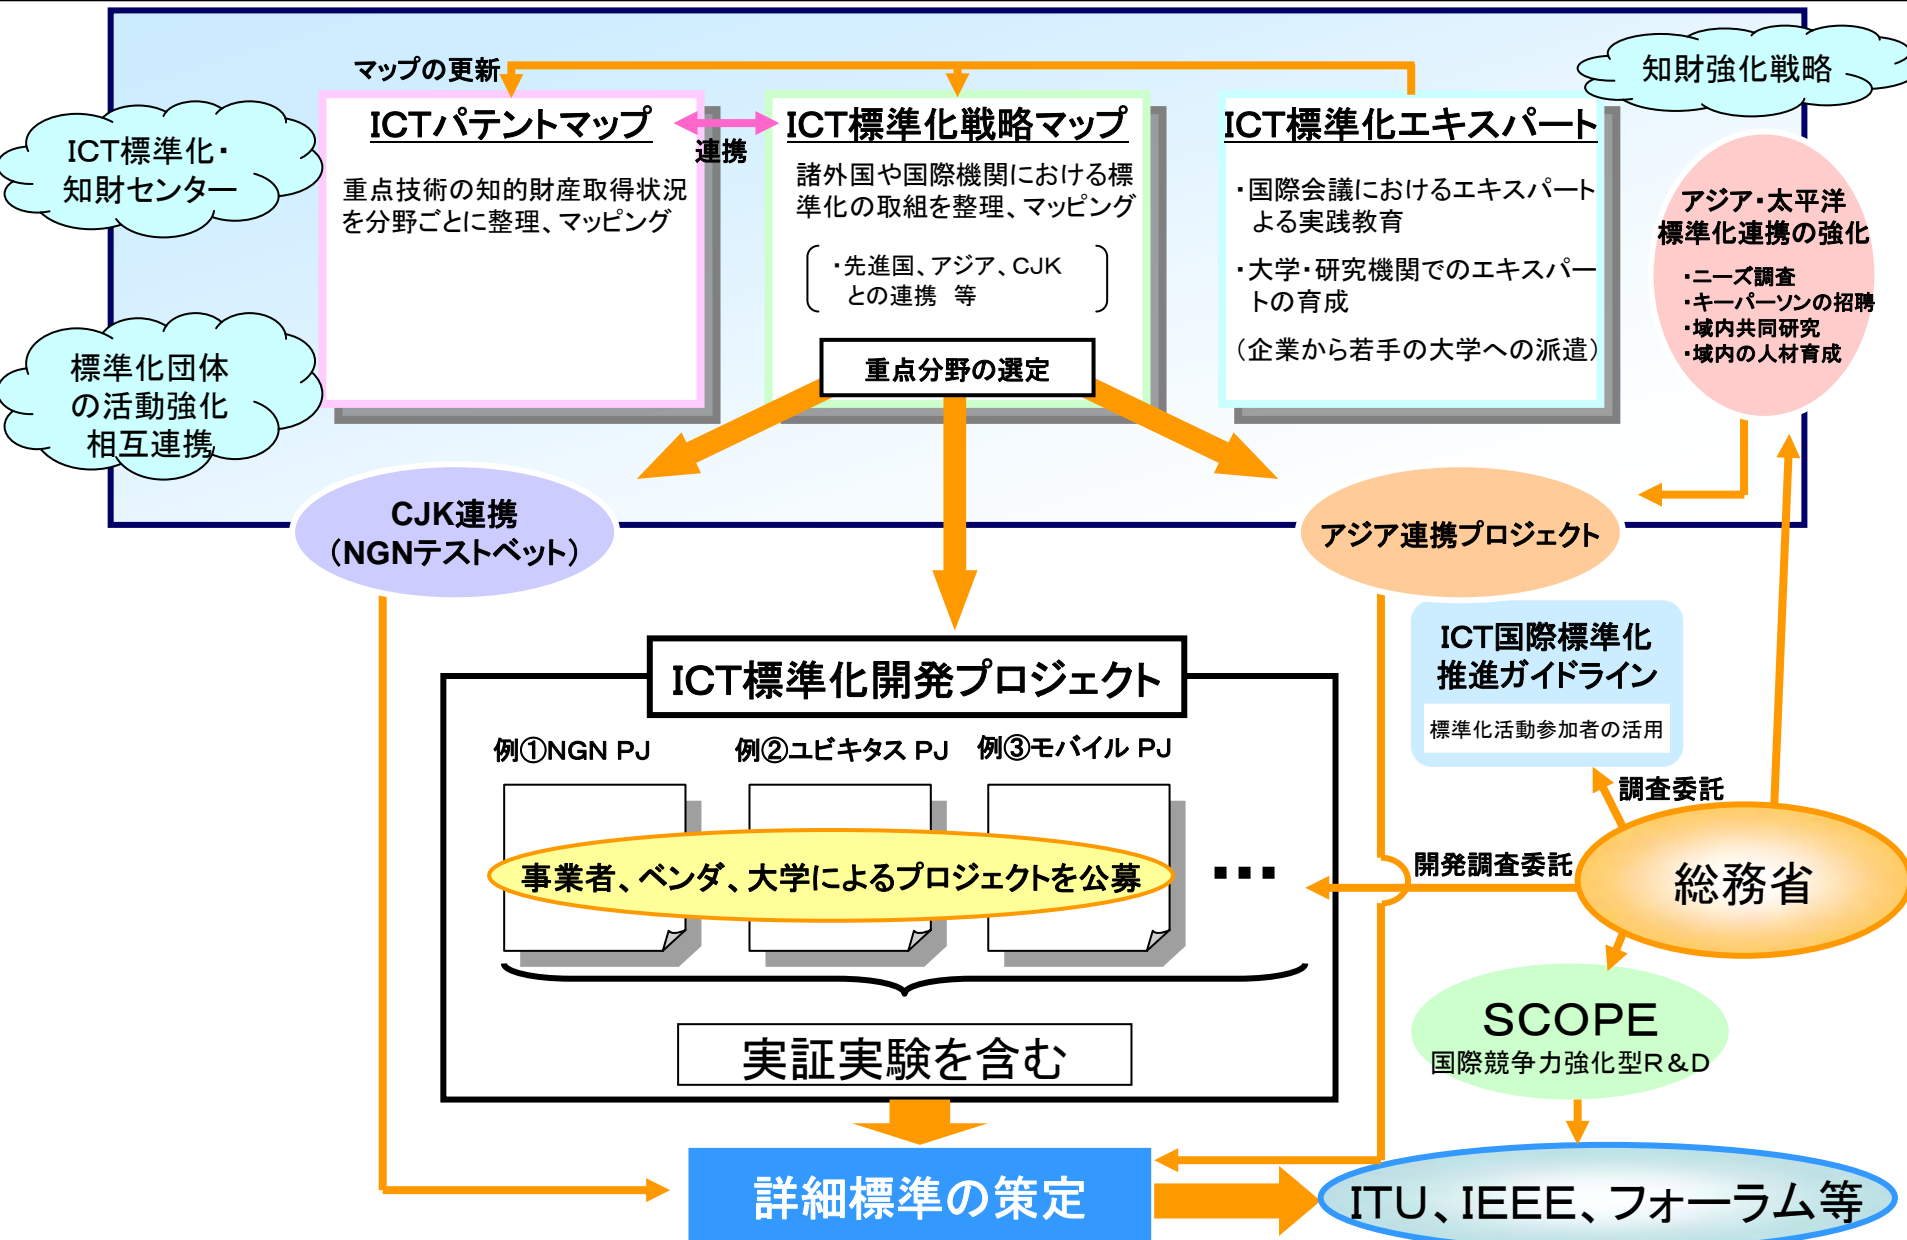 マップの更新
知財強化戦略
ICT標準化・
知財センター
ICTパテントマップ
重点技術の知的財産取得状況
を分野ごとに整理、マッピング
連携
ICT標準化戦略マップ
諸外国や国際機関における標
準化の取組を整理、マッピング
・先進国、アジア、CJK
との連携 等
重点分野の選定
ICT標準化エキスパート
・国際会議におけるエキスパート
よる実践教育
・大学・研究機関でのエキスパー
トの育成
(企業から若手の大学への派遣)
アジア・太平洋
標準化連携の強化
・ニーズ調査
・キーパーソンの招聘
・域内共同研究
・域内の人材育成
標準化団体
の活動強化
相互連携
CJK連携
(NGNテストベット)
アジア連携プロジェクト
ICT国際標準化
推進ガイドライン
標準化活動参加者の活用
ICT標準化開発プロジェクト
例①NGN PJ
例②ユビキタス PJ
例③モバイル PJ
事業者、ベンダ、大学によるプロジェクトを公募
…
調査委託
開発調査委託
総務省
SCOPE
国際競争力強化型R&D
実証実験を含む
詳細標準の策定
ITU、IEEE、フォーラム等